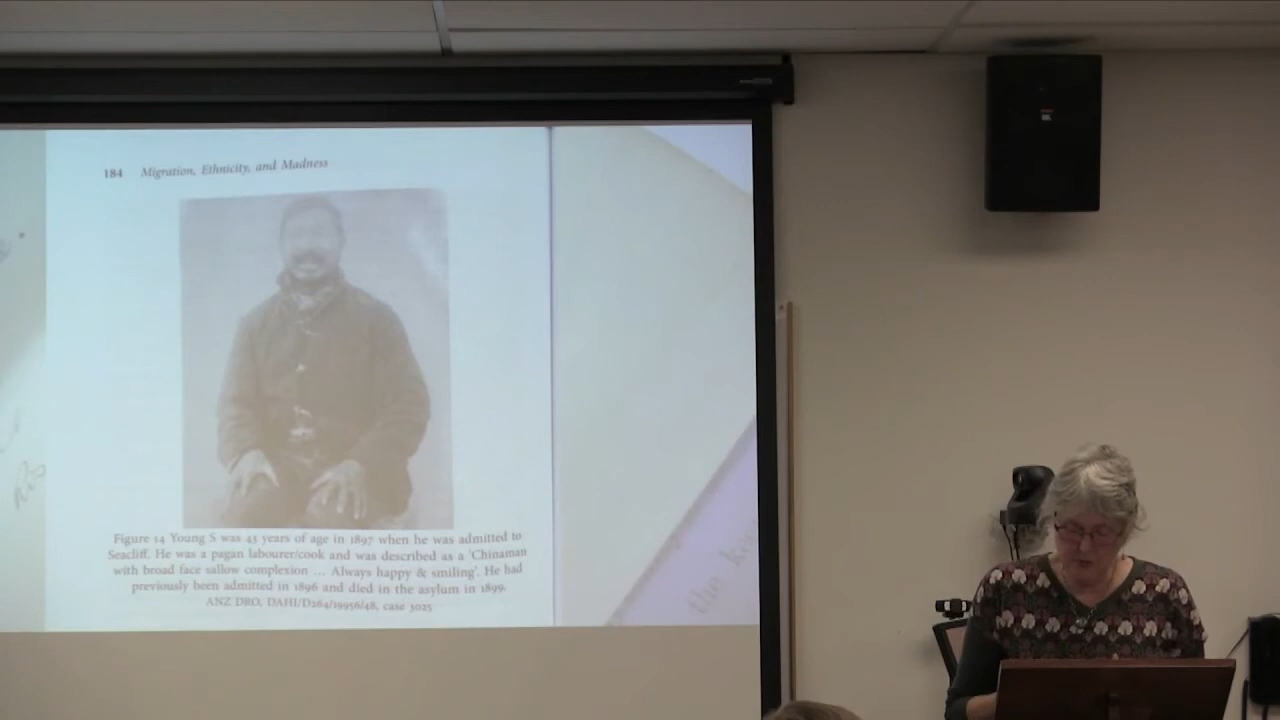 184 Migration, Ethnicity, and Madness
Figure 14 Young S was 43 years of age in 1897 when he was admitted to
Seacliff. He was a pagan labourer/cook and was described as a 'Chinaman
with broad face sallow complexion ... Always happy & smiling'. He had
previously been admitted in 1896 and died in the asylum in 1899.
ANZ DRO, DAHI/D264/19956/48, case 3025
the